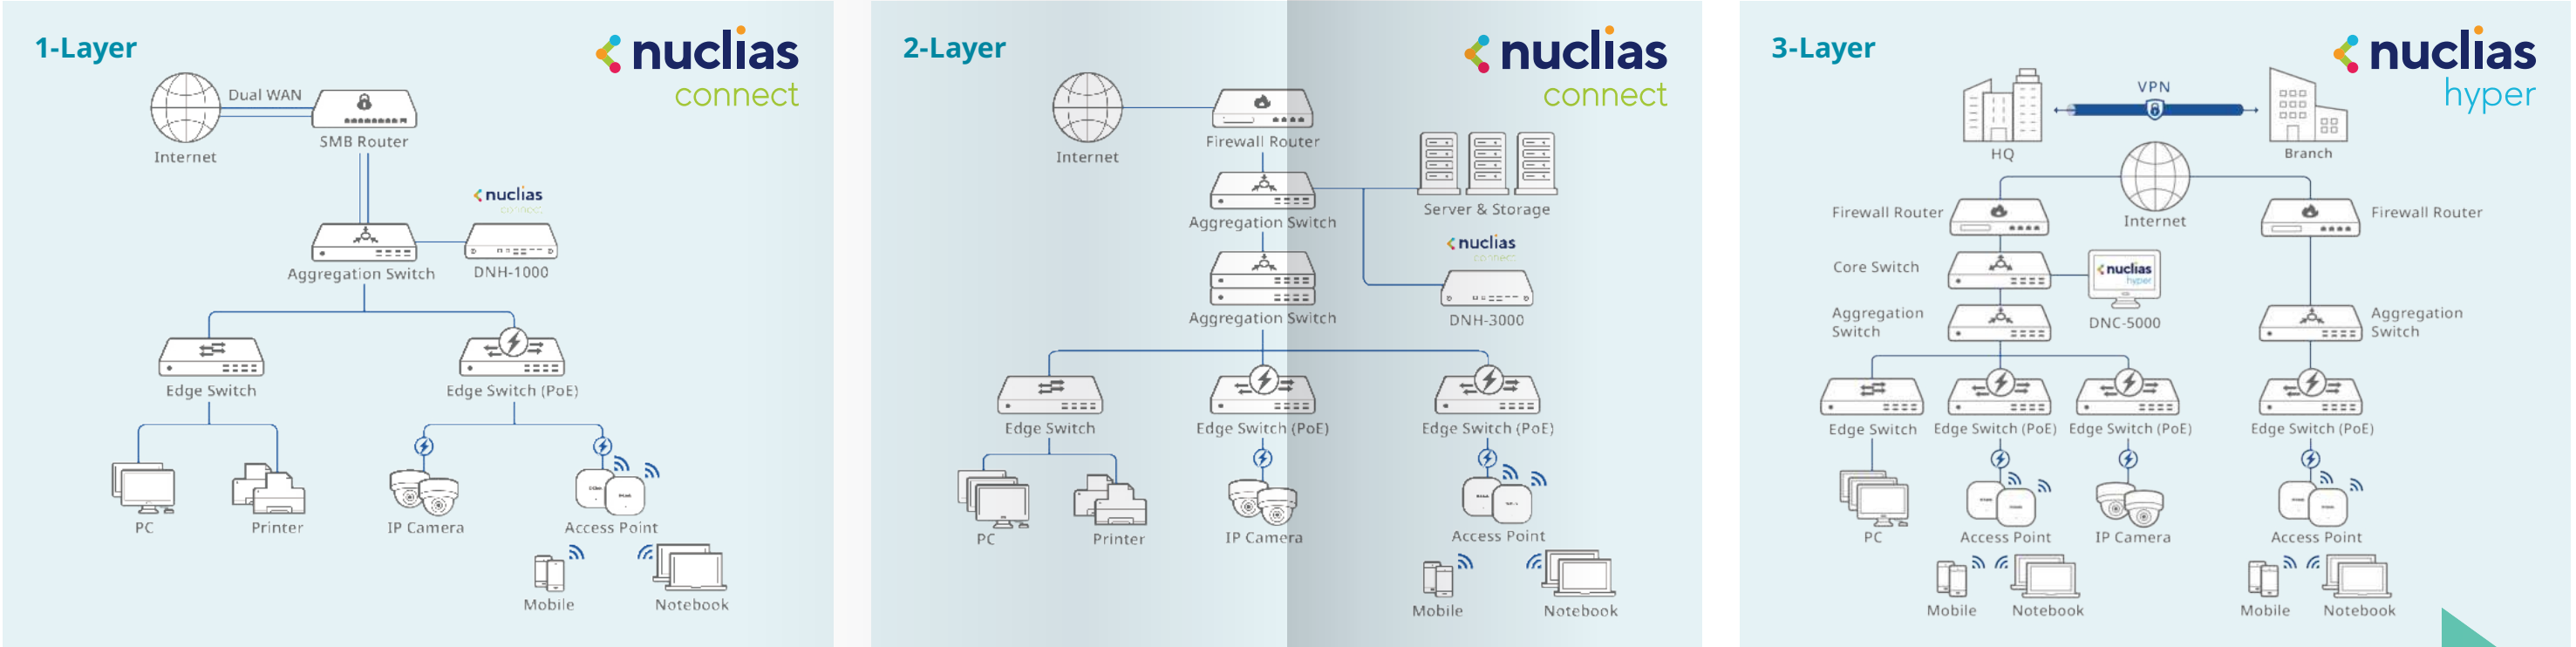 1-Layer
nuclias
connect
Dual WAN
SMB Router
Internet
nuclias
connect
Aggregation Switch
DNH-1000
Edge Switch
Edge Switch (PoE)
PC
Printer
IP Camera
Access Point
Mobile
Notebook
2-Layer
nuclias
connect
Internet
Firewall Router
Aggregation Switch
Server & Storage
nuclias
connect
Aggregation Switch
DNH-3000
Edge Switch
Edge Switch (PoE)
Edge Switch (PoE)
PC
Printer
IP Camera
Access Point
Mobile
Notebook
3-Layer
nuclias
hyper
VPN
HQ
Branch
Internet
Firewall Router
Firewall Router
Core Switch
nuclias
hyper
DNC-5000
Aggregation
Switch
Aggregation
Switch
Edge Switch
Edge Switch (PoE)
Edge Switch (PoE)
Edge Switch (PoE)
PC
Access Point
IP Camera
Access Point
Mobile
Notebook
Mobile
Notebook